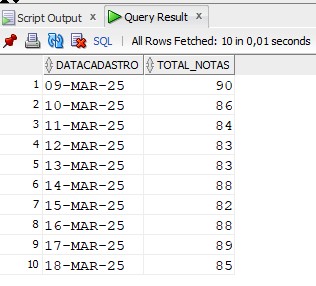 Script Output x Query Result x
SQL | All Rows Fetched: 10 in 0,01 seconds
DATACADASTRO TOTAL_NOTAS
1 09-MAR-25 90
2 10-MAR-25 86
3 11-MAR-25 84
4 12-MAR-25 83
5 13-MAR-25 83
6 14-MAR-25 88
7 15-MAR-25 82
8 16-MAR-25 88
9 17-MAR-25 89
10 18-MAR-25 85